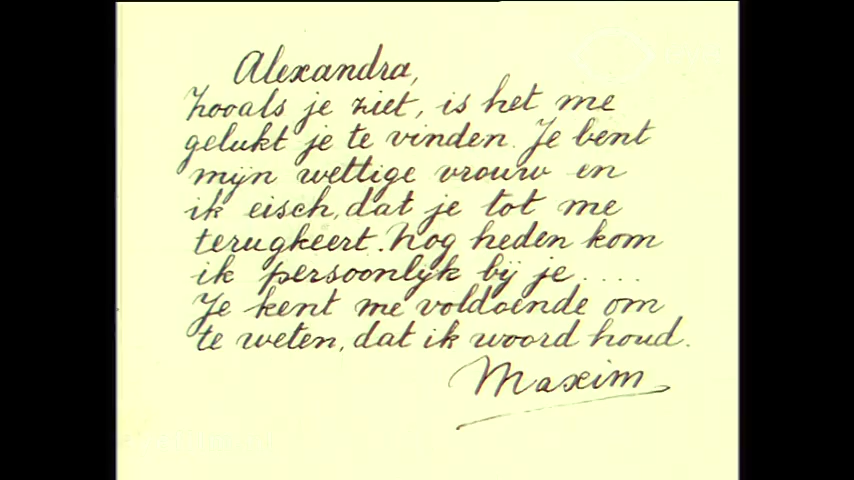 Alexandra,
Zooals je ziet, is het me
gelukt je te vinden. Je bent
mijn wettige vrouw en
ik eisch, dat je tot me
terugkeert. Nog heden kom
ik persoonlijk bij je ....
Je kent me voldoende om
te weten, dat ik woord houd.
Maxim